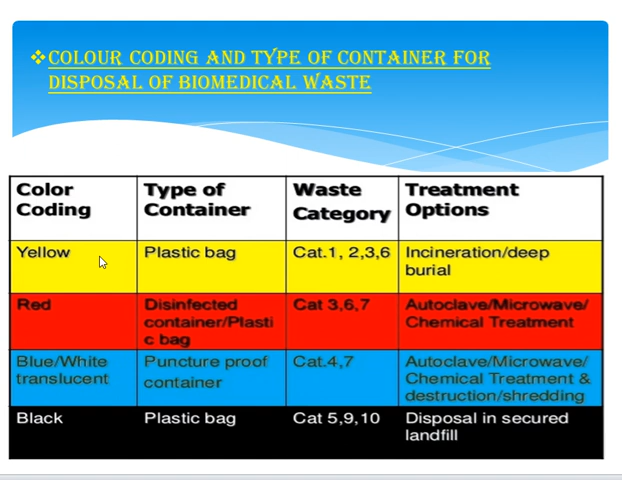 ❖COLOUR CODING AND TYPE OF CONTAINER FOR
DISPOSAL OF BIOMEDICAL WASTE
Color
Coding
Type of
Container
Waste
Category
Treatment
Options
Yellow
Plastic bag
Cat.1, 2,3,6
Incineration/deep
burial
Red
Disinfected
container/Plasti
c bag
Cat 3,6,7
Autoclave/Microwave/
Chemical Treatment
Blue/White
translucent
Puncture proof
container
Cat.4,7
Autoclave/Microwave/
Chemical Treatment &
destruction/shredding
Black
Plastic bag
Cat 5,9,10
Disposal in secured
landfill